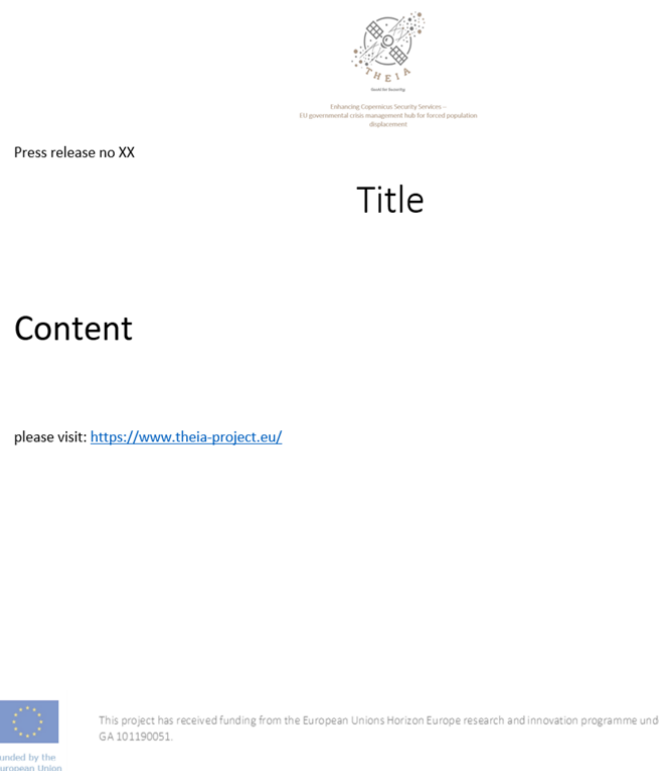 THEIA
Enhancing Copernicus Security Services –
EU governmental crisis management hub for forced population
displacement
Press release no XX
Title
Content
please visit: https://www.theia-project.eu/
This project has received funding from the European Unions Horizon Europe research and innovation programme und
GA 101190051.
unded by the
European Union